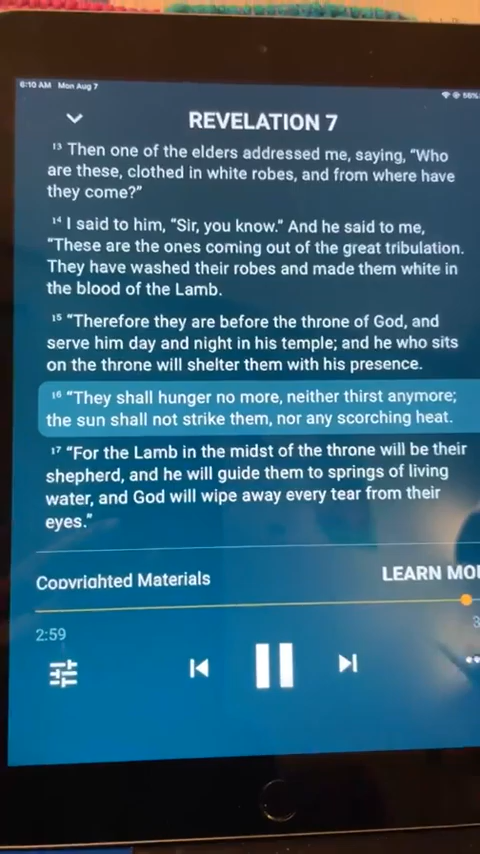 6:10 AM Mon Aug 7
56%
REVELATION 7
13 Then one of the elders addressed me, saying, “Who
are these, clothed in white robes, and from where have
they come?”
14 I said to him, “Sir, you know.” And he said to me,
“These are the ones coming out of the great tribulation.
They have washed their robes and made them white in
the blood of the Lamb.
15 “Therefore they are before the throne of God, and
serve him day and night in his temple; and he who sits
on the throne will shelter them with his presence.
16 “They shall hunger no more, neither thirst anymore;
the sun shall not strike them, nor any scorching heat.
17 “For the Lamb in the midst of the throne will be their
shepherd, and he will guide them to springs of living
water, and God will wipe away every tear from their
eyes.”
Copyrighted Materials
LEARN MO
2:59
3